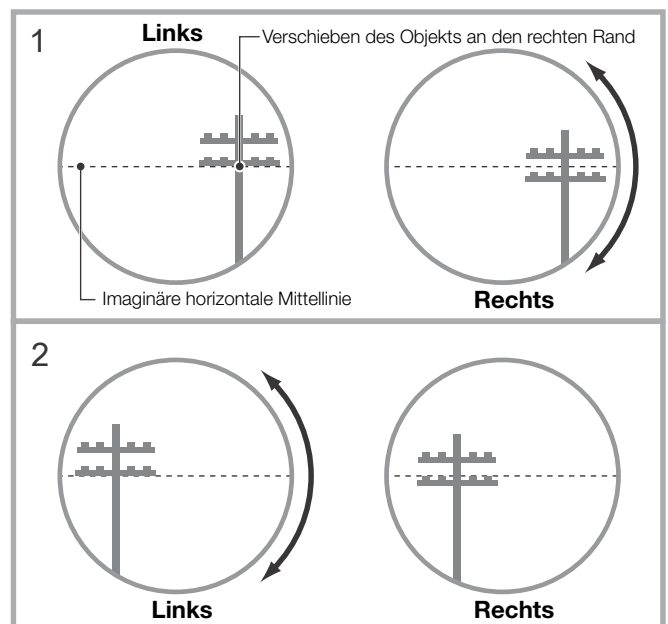 1
Links
Verschieben des Objekts an den rechten Rand
Imaginäre horizontale Mittellinie
Rechts
2
Links
Rechts